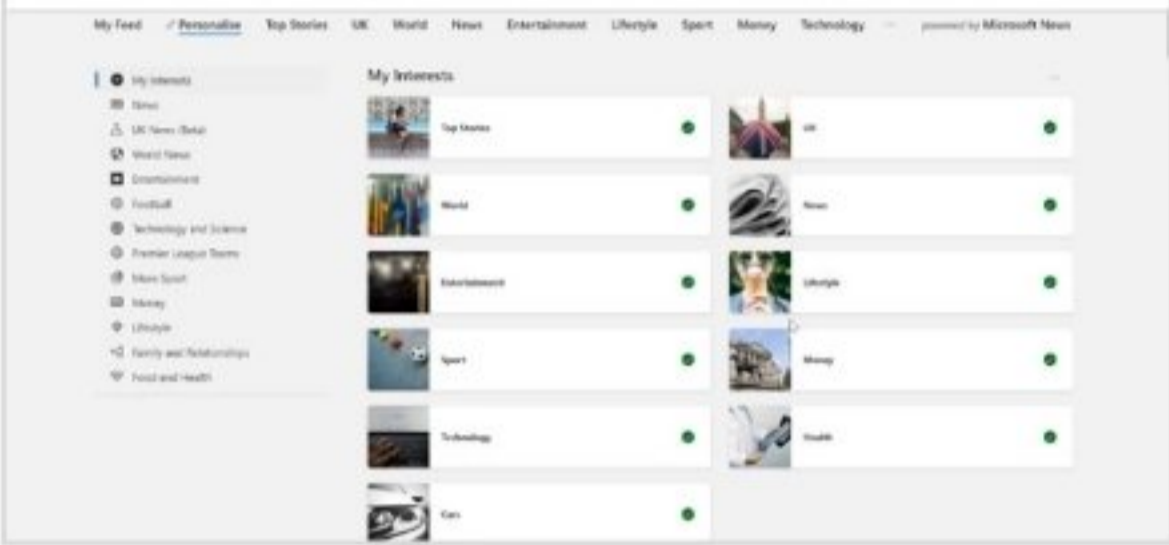 My Feed Personalise Top Stories UK World News Entertainment Lifestyle Sport Money Technology powered by Microsoft News
My Interests
News
UK News (Beta)
World News
Entertainment
Football
Technology and Science
Premier League Teams
More Sport
Money
Lifestyle
Family and Relationships
Food and Health
My Interests
Top Stories
UK
World
News
Entertainment
Lifestyle
Sport
Money
Technology
Health
Cars